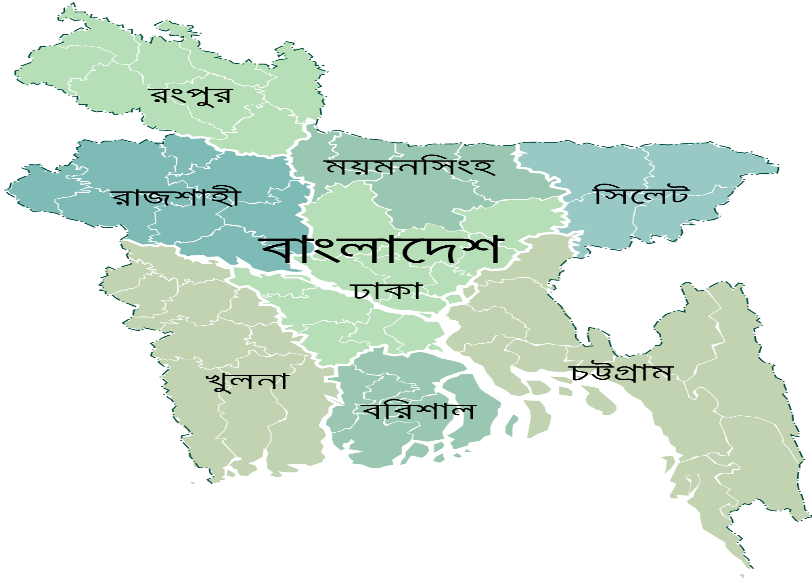 রংপুর
ময়মনসিংহ
রাজশাহী
সিলেট
বাংলাদেশ
ঢাকা
খুলনা
চট্টগ্রাম
বরিশাল